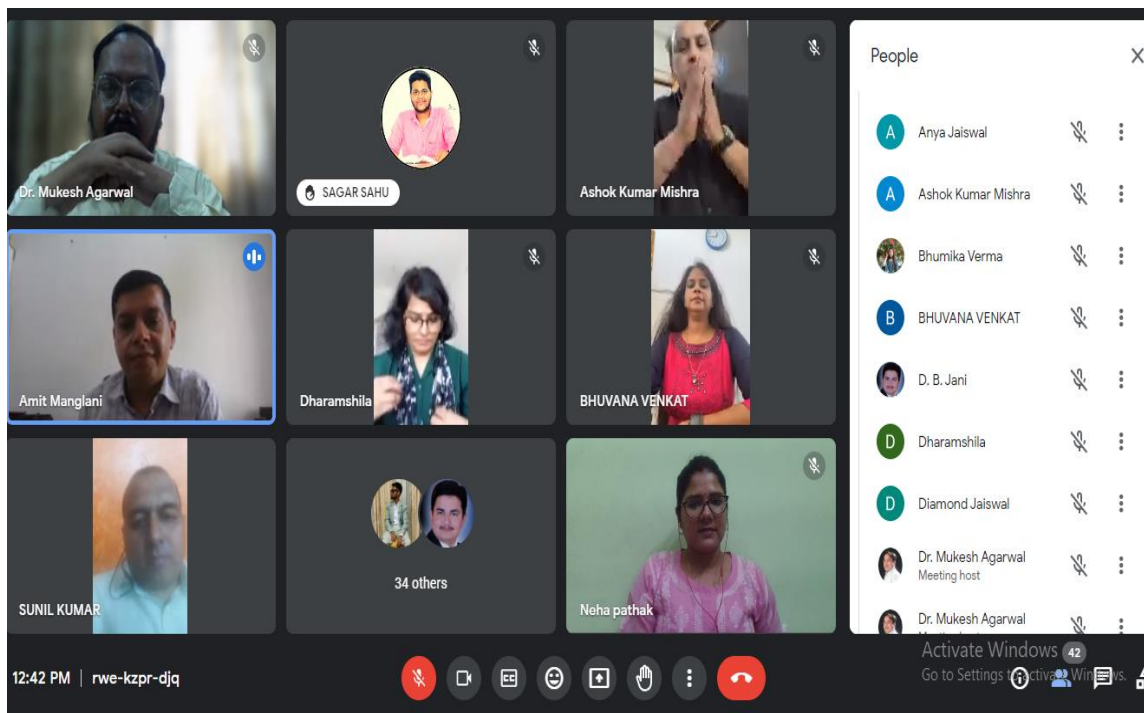 Dr. Mukesh Agarwal
SAGAR SAHU
Ashok Kumar Mishra
Amit Manglani
Dharamshila
BHUVANA VENKAT
SUNIL KUMAR
34 others
Neha pathak
People
A Anya Jaiswal
A Ashok Kumar Mishra
Bhumika Verma
B BHUVANA VENKAT
D. B. Jani
D Dharamshila
D Diamond Jaiswal
Dr. Mukesh Agarwal
Meeting host
Dr. Mukesh Agarwal
Activate Windows
42
Go to Settings to activate Windows.
12:42 PM | rwe-kzpr-djq
CC